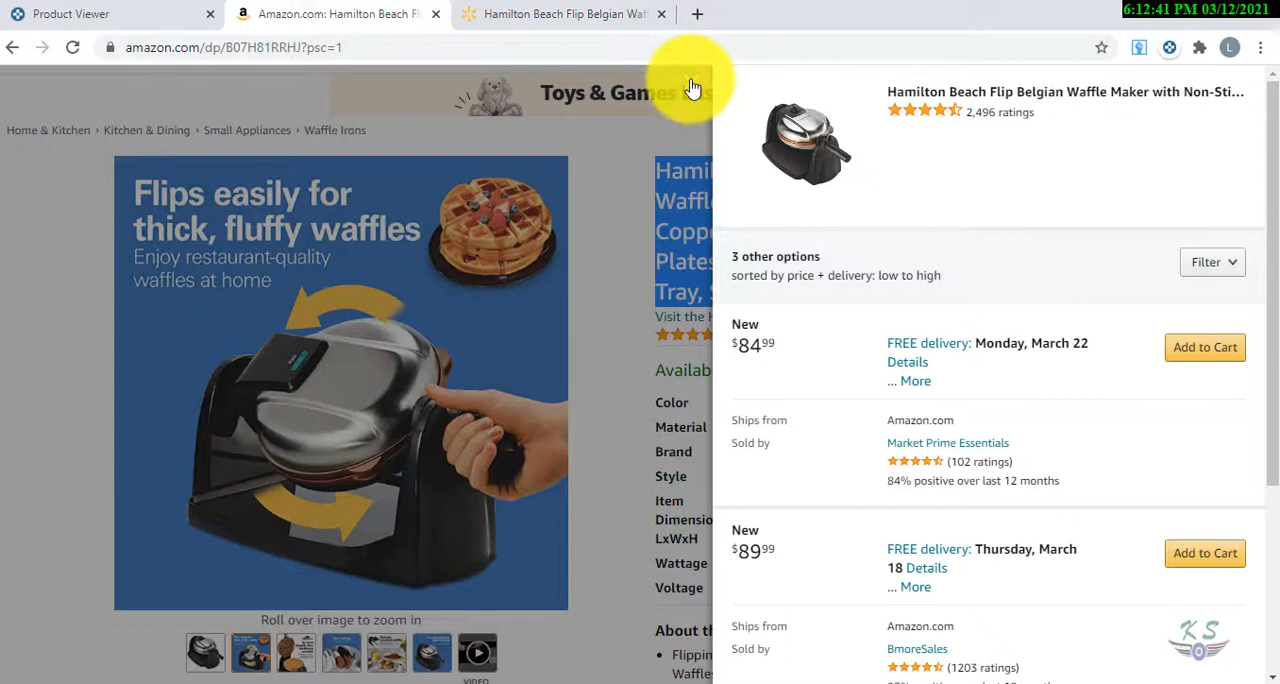 Product Viewer
Amazon.com: Hamilton Beach Fl
Hamilton Beach Flip Belgian Waf
6:12:41 PM 03/12/2021
amazon.com/dp/B07H81RRHJ?psc=1
L
Toys & Games
Home & Kitchen › Kitchen & Dining › Small Appliances › Waffle Irons
Flips easily for
thick, fluffy waffles
Enjoy restaurant-quality
waffles at home
Roll over image to zoom in
VIDEO
Hamil
Waffle
Coppe
Plates
Tray, S
Visit the H
Availab
Color
Material
Brand
Style
Item
Dimensio
LxWxH
Wattage
Voltage
About th
Flippin
Waffles
Hamilton Beach Flip Belgian Waffle Maker with Non-Sti...
2,496 ratings
3 other options
sorted by price + delivery: low to high
Filter
New
$84 99
FREE delivery: Monday, March 22
Details
... More
Add to Cart
Ships from Amazon.com
Sold by Market Prime Essentials
(102 ratings)
84% positive over last 12 months
New
$89 99
FREE delivery: Thursday, March
18 Details
... More
Add to Cart
Ships from Amazon.com
Sold by BmoreSales
(1203 ratings)
KS